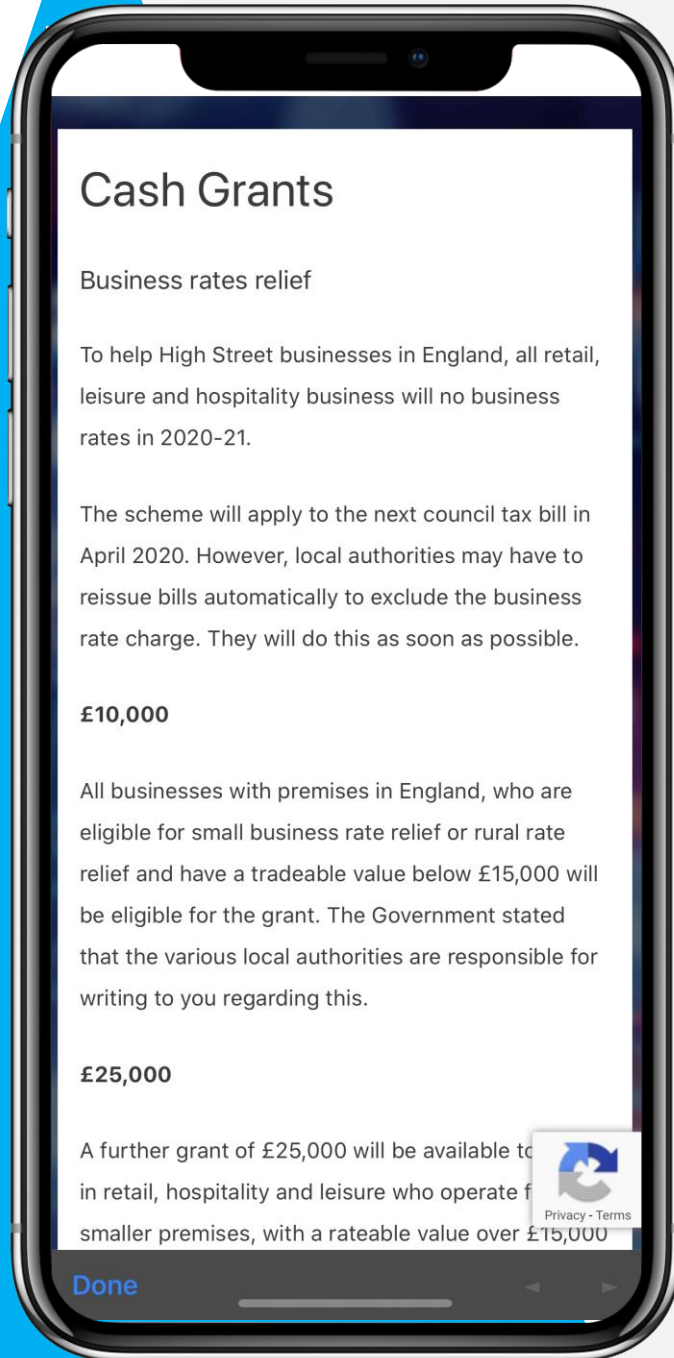 Cash Grants
Business rates relief
To help High Street businesses in England, all retail,
leisure and hospitality business will no business
rates in 2020-21.
The scheme will apply to the next council tax bill in
April 2020. However, local authorities may have to
reissue bills automatically to exclude the business
rate charge. They will do this as soon as possible.
£10,000
All businesses with premises in England, who are
eligible for small business rate relief or rural rate
relief and have a tradeable value below £15,000 will
be eligible for the grant. The Government stated
that the various local authorities are responsible for
writing to you regarding this.
£25,000
A further grant of £25,000 will be available
in retail, hospitality and leisure who operate
smaller premises, with a rateable value over £15,000
Privacy - Terms
Done